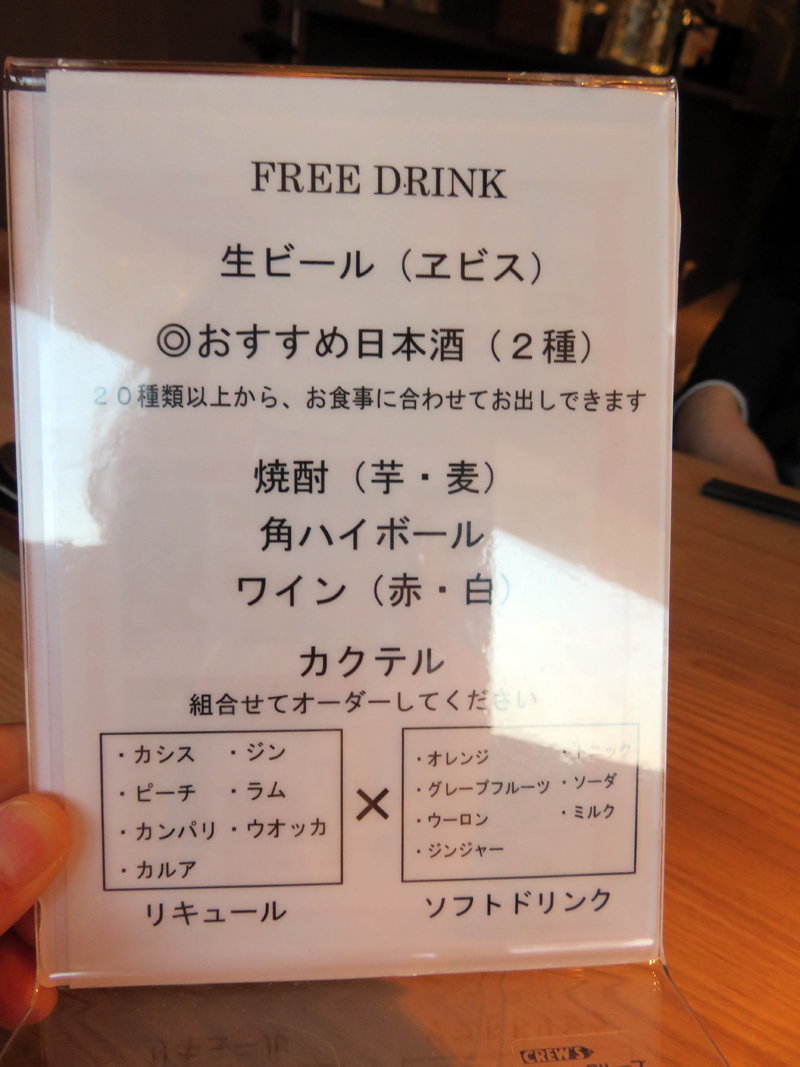 FREE DRINK
生ビール（ヱビス）
◎おすすめ日本酒（２種）
２０種類以上から、お食事に合わせてお出しできます
焼酎（芋・麦）
角ハイボール
ワイン（赤・白）
カクテル
組合せてオーダーしてください
・カシス ・ジン
・ピーチ ・ラム
・カンパリ ・ウオッカ
・カルア
リキュール
×
・オレンジ ・トニック
・グレープフルーツ ・ソーダ
・ウーロン ・ミルク
・ジンジャー
ソフトドリンク
CREW'S